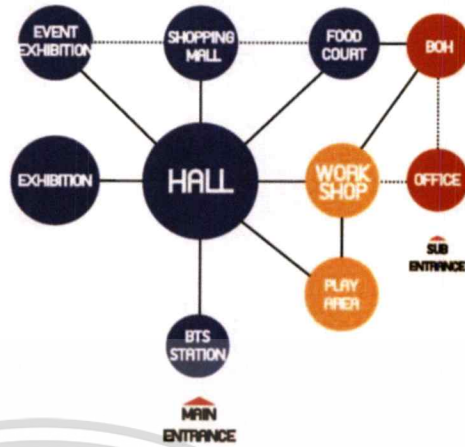 EVENT
EXHIBITION
SHOPPING
MALL
FOOD
COURT
BOH
EXHIBITION
HALL
WORK
SHOP
OFFICE
SUB
ENTRANCE
PLAY
AREA
BTS
STATION
MAIN
ENTRANCE